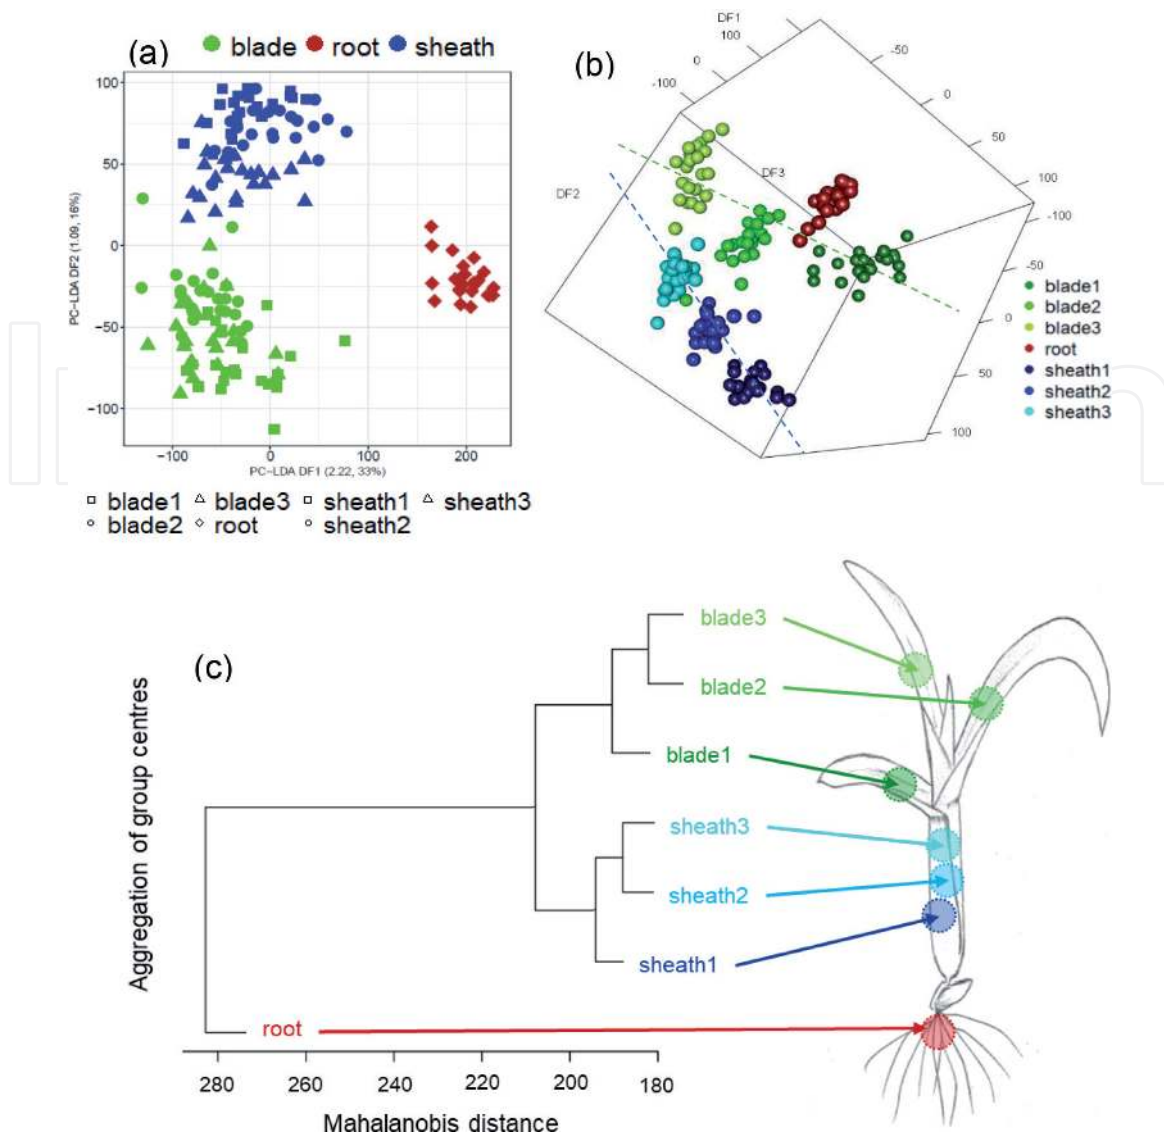 (a) blade root sheath
100
50
0
−50
−100
PC−LDA DF2 (1.09, 16%)
−100 0 100 200
PC−LDA DF1 (2.22, 33%)
blade1 blade3 sheath1 sheath3
blade2 root sheath2
(b)
DF1
100
0
-100
-50
0
50
100
DF2
DF3
-100
-50
0
50
100
blade1
blade2
blade3
root
sheath1
sheath2
sheath3
(c)
Aggregation of group centres
blade3
blade2
blade1
sheath3
sheath2
sheath1
root
280 260 240 220 200 180
Mahalanobis distance